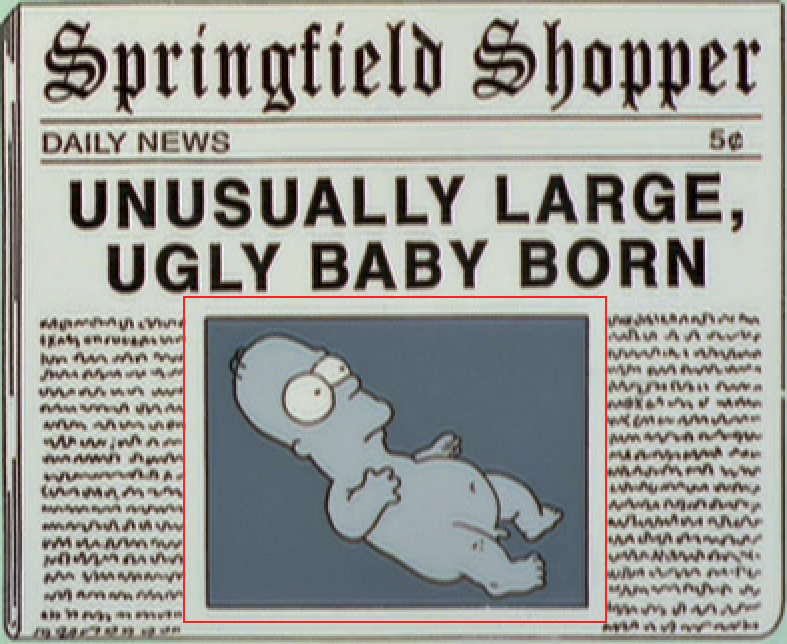 Springfield Shopper
DAILY NEWS 5¢
UNUSUALLY LARGE,
UGLY BABY BORN